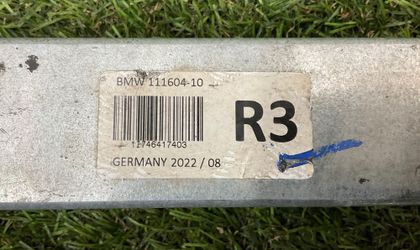 BMW 111604-10
R3
11746417403
GERMANY 2022 / 08